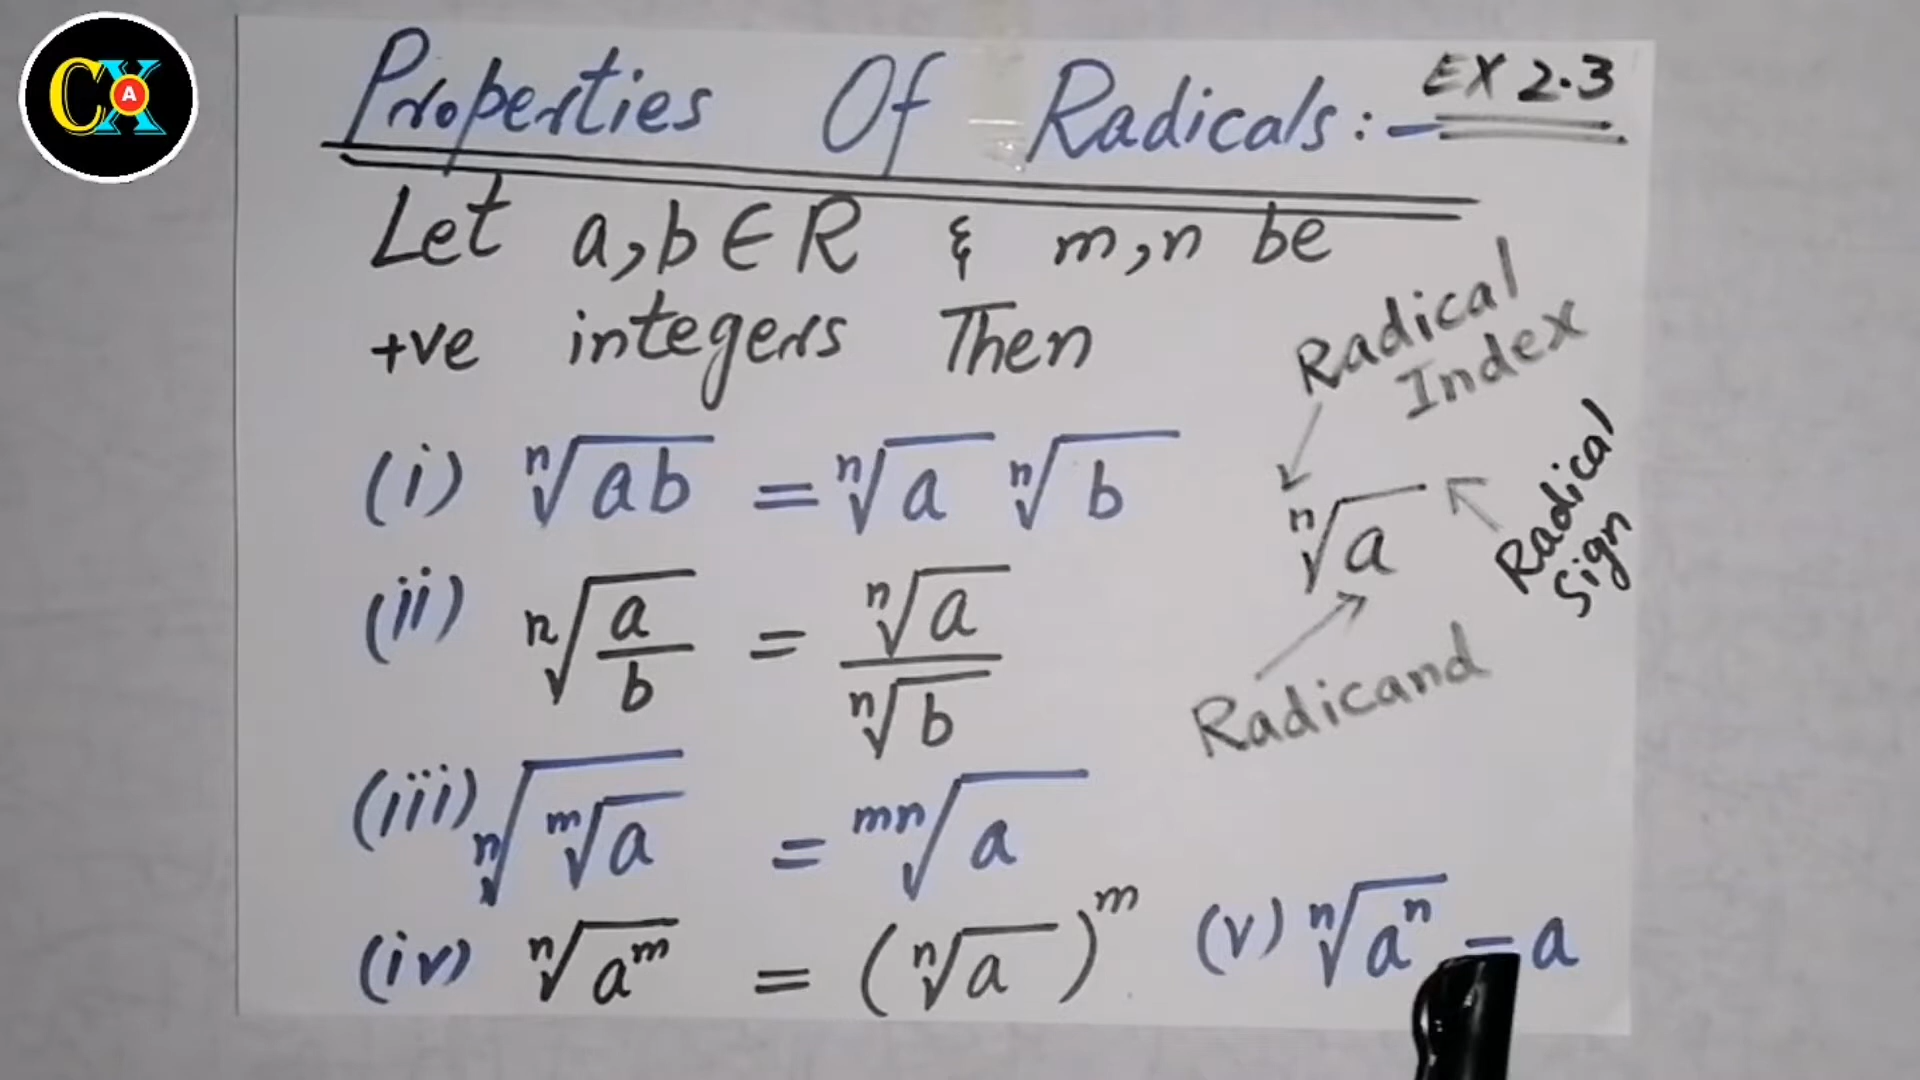 CXA
Properties Of Radicals:- EX 2.3
Let a,b ∈ R & m,n be
+ve integers Then
(i) ⁿ√ab = ⁿ√a ⁿ√b
(ii) ⁿ√(a/b) = ⁿ√a / ⁿ√b
(iii) ⁿ√(ᵐ√a) = ᵐⁿ√a
(iv) ⁿ√aᵐ = (ⁿ√a)ᵐ
(v) ⁿ√aⁿ = a
Radical
Index
ⁿ√a
Radical
Sign
Radicand